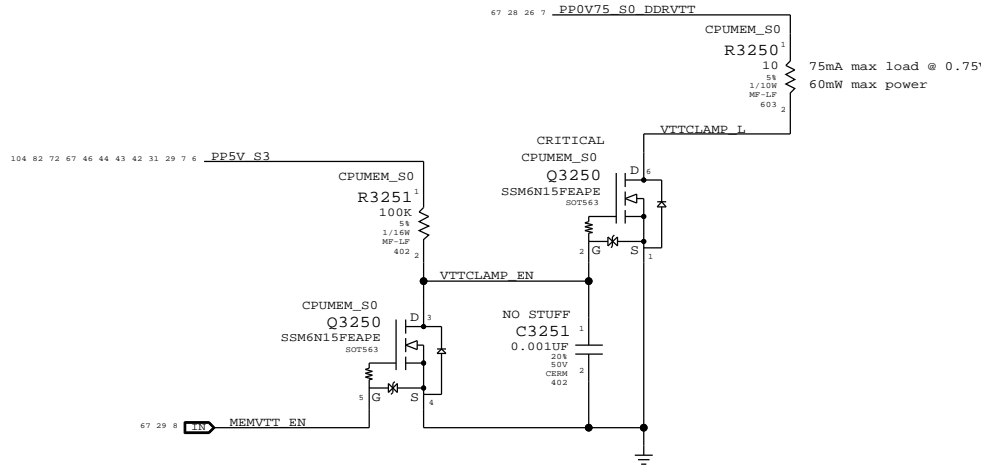 67 28 26 7 PP0V75_S0_DDRVTT
CPUMEM_S0
R3250 1
10
5%
1/10W
MF-LF
603
2
75mA max load @ 0.75V
60mW max power
VTTCLAMP_L
CRITICAL
CPUMEM_S0
Q3250
SSM6N15FEAPE
SOT563
D 6
2 G S 1
104 82 72 67 46 44 43 42 31 29 7 6 PP5V_S3
CPUMEM_S0
R3251 1
100K
5%
1/16W
MF-LF
402 2
VTTCLAMP_EN
CPUMEM_S0
Q3250
SSM6N15FEAPE
SOT563
D 3
5 G S 4
NO STUFF
C3251 1
0.001UF
20%
50V
CERM
402
2
67 29 8 IN MEMVTT_EN